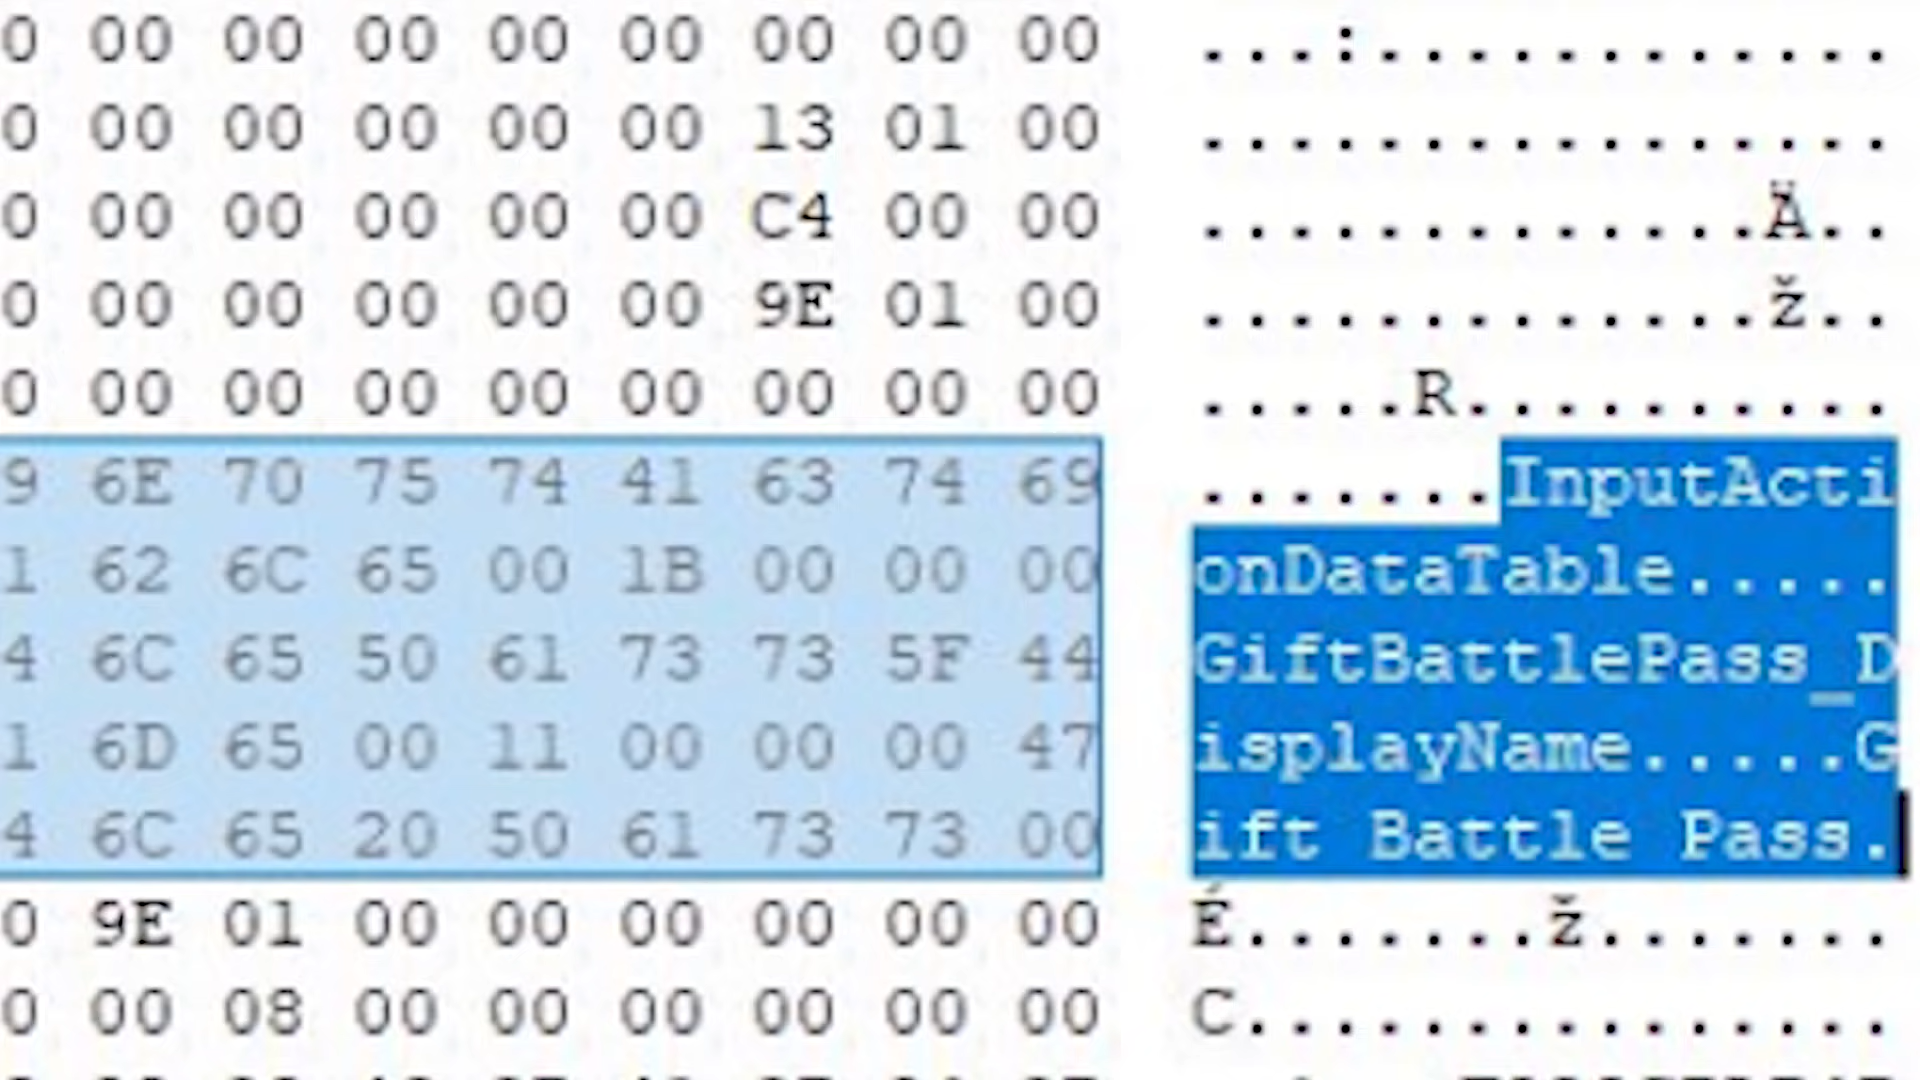 0 00 00 00 00 00 00 00 00 ...:............
0 00 00 00 00 00 13 01 00 ................
0 00 00 00 00 00 C4 00 00 .............Ä..
0 00 00 00 00 00 9E 01 00 .............ž..
0 00 00 00 00 00 00 00 00 .....R..........
9 6E 70 75 74 41 63 74 69 .......InputActi
1 62 6C 65 00 1B 00 00 00 onDataTable.....
4 6C 65 50 61 73 73 5F 44 GiftBattlePass_D
1 6D 65 00 11 00 00 00 47 isplayName.....G
4 6C 65 20 50 61 73 73 00 ift Battle Pass.
0 9E 01 00 00 00 00 00 00 É.......ž.......
0 00 08 00 00 00 00 00 00 C...............